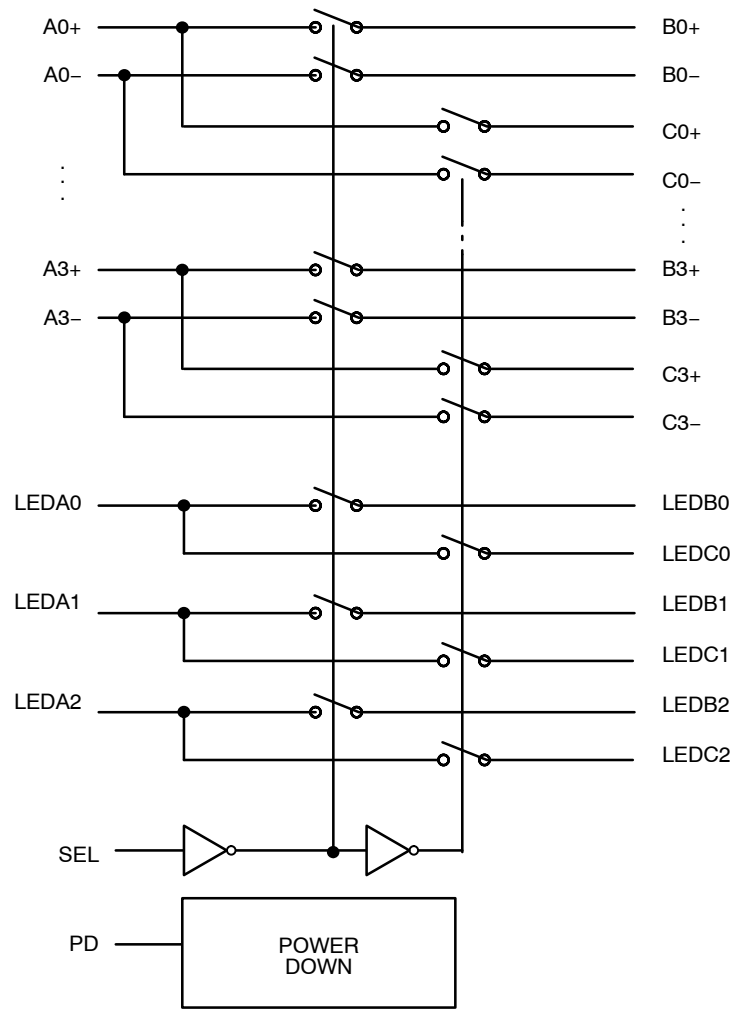 A0+ B0+
A0− B0−
C0+
C0−
A3+ B3+
A3− B3−
C3+
C3−
LEDA0 LEDB0
LEDC0
LEDA1 LEDB1
LEDC1
LEDA2 LEDB2
LEDC2
SEL
PD
POWER
DOWN